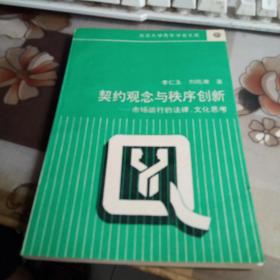 北京大学青年学者文库
李仁玉 刘凯湘 著
契约观念与秩序创新
——市场运行的法律、文化思考